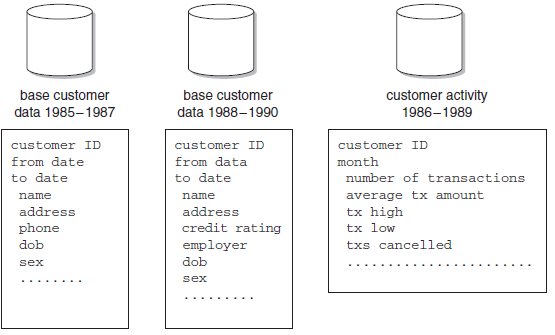 base customer
data 1985–1987
base customer
data 1988–1990
customer activity
1986–1989
customer ID
from date
to date
name
address
phone
dob
sex
........
customer ID
from data
to date
name
address
credit rating
employer
dob
sex
.........
customer ID
month
number of transactions
average tx amount
tx high
tx low
txs cancelled
.......................